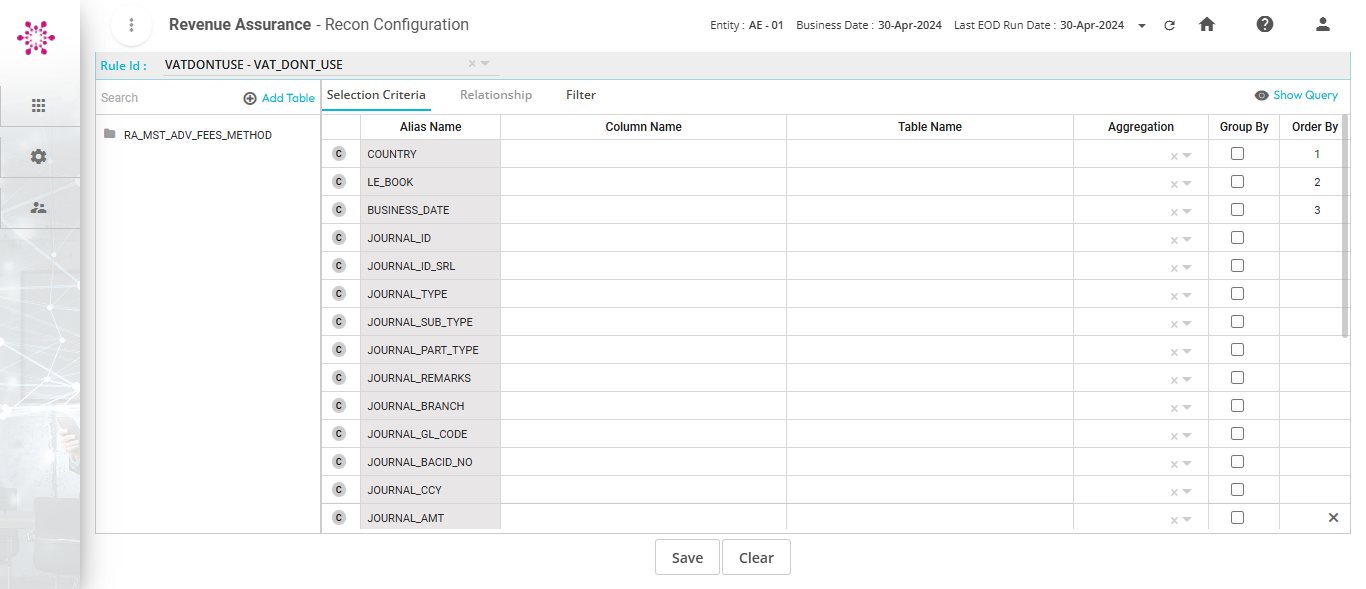 Revenue Assurance - Recon Configuration
Entity : AE - 01 Business Date : 30-Apr-2024 Last EOD Run Date : 30-Apr-2024
Rule Id : VATDONTUSE - VAT_DONT_USE
Search Add Table
Selection Criteria Relationship Filter Show Query
RA_MST_ADV_FEES_METHOD
Alias Name Column Name Table Name Aggregation Group By Order By
C COUNTRY 1
C LE_BOOK 2
C BUSINESS_DATE 3
C JOURNAL_ID
C JOURNAL_ID_SRL
C JOURNAL_TYPE
C JOURNAL_SUB_TYPE
C JOURNAL_PART_TYPE
C JOURNAL_REMARKS
C JOURNAL_BRANCH
C JOURNAL_GL_CODE
C JOURNAL_BACID_NO
C JOURNAL_CCY
C JOURNAL_AMT
Save Clear